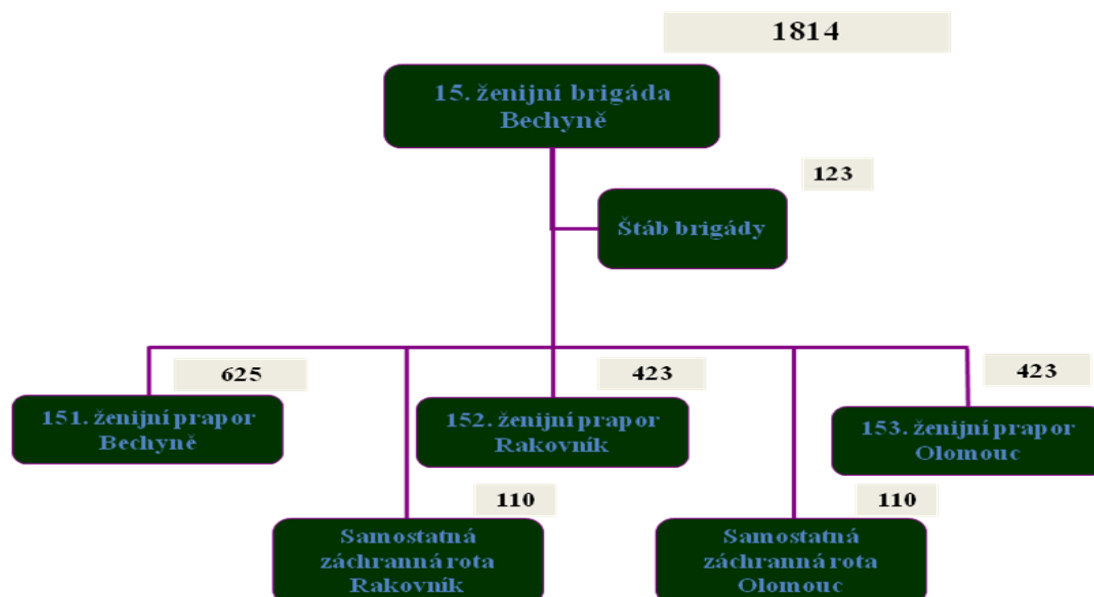 1814
15. ženijní brigáda
Bechyně
123
Štáb brigády
625
151. ženijní prapor
Bechyně
423
152. ženijní prapor
Rakovník
423
153. ženijní prapor
Olomouc
110
Samostatná
záchranná rota
Rakovník
110
Samostatná
záchranná rota
Olomouc